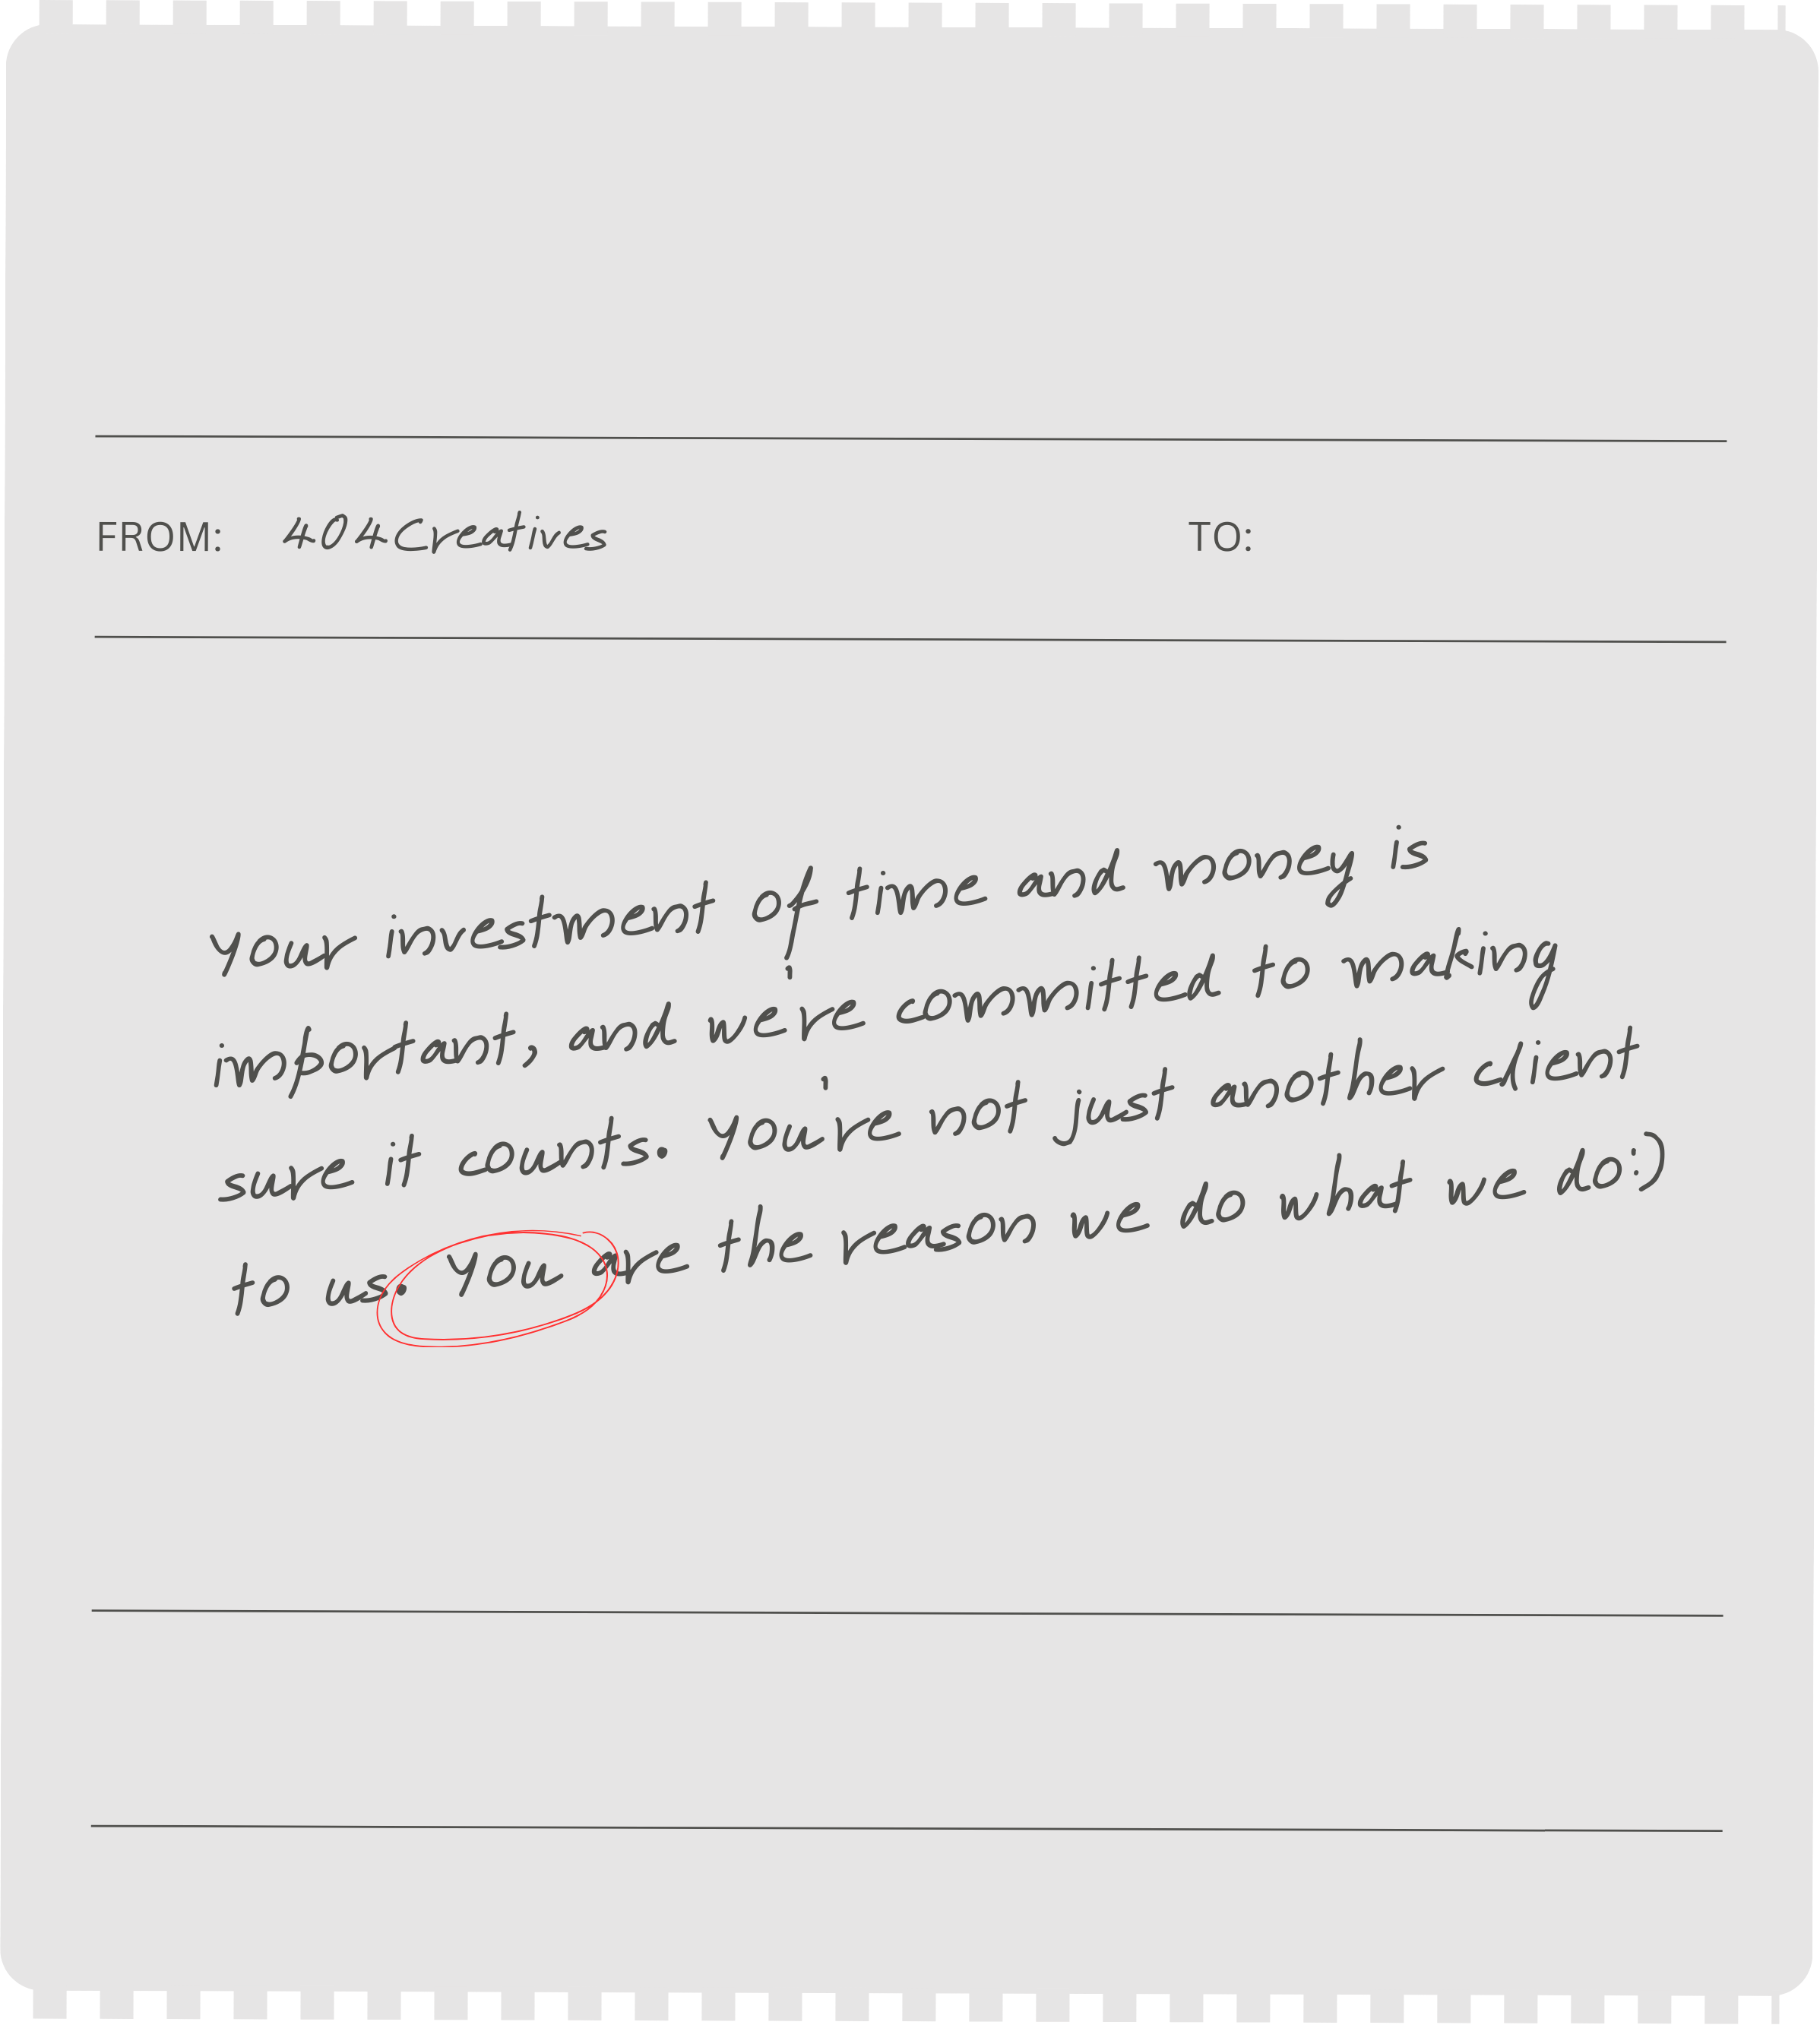 FROM: 404Creatives TO:
Your investment of time and money is
important, and we're committed to making
sure it counts. You're not just another client
to us. You are the reason we do what we do:)